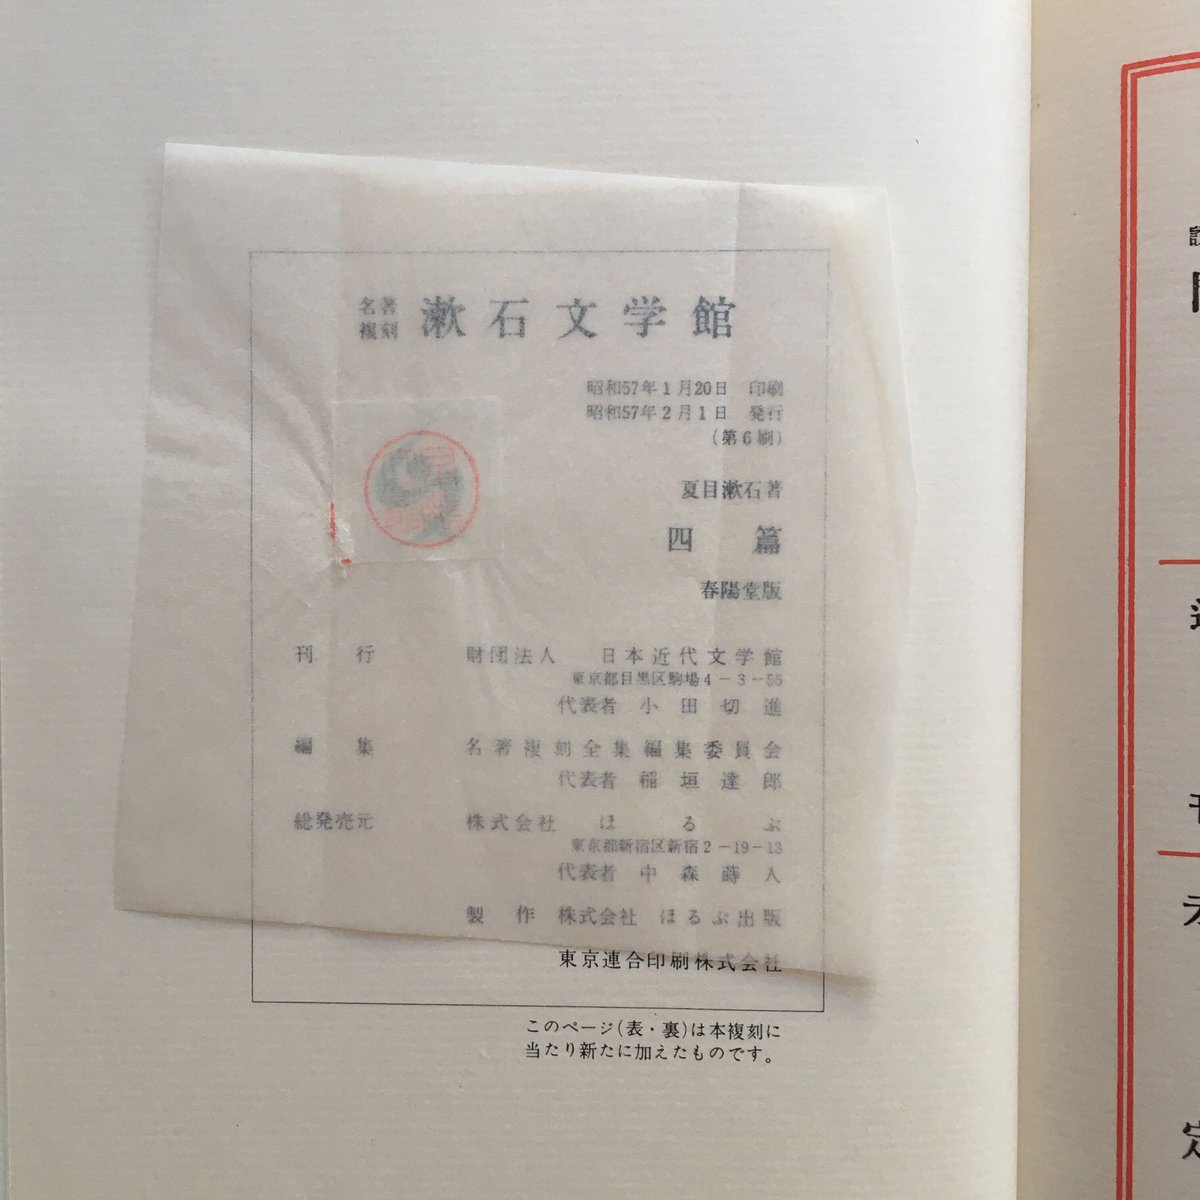 名著
複刻
漱石文学館
昭和57年1月20日 印刷
昭和57年2月1日 発行
(第6刷)
夏目漱石著
四篇
春陽堂版
刊行 財団法人 日本近代文学館
東京都目黒区駒場4-3-55
代表者 小田切進
編集 名著複刻全集編集委員会
代表者 稲垣達郎
総発売元 株式会社 ほるぷ
東京都新宿区新宿2-19-13
代表者 中森蒔人
製作 株式会社 ほるぷ出版
東京連合印刷株式会社
このページ(表・裏)は本複刻に
当たり新たに加えたものです。
定